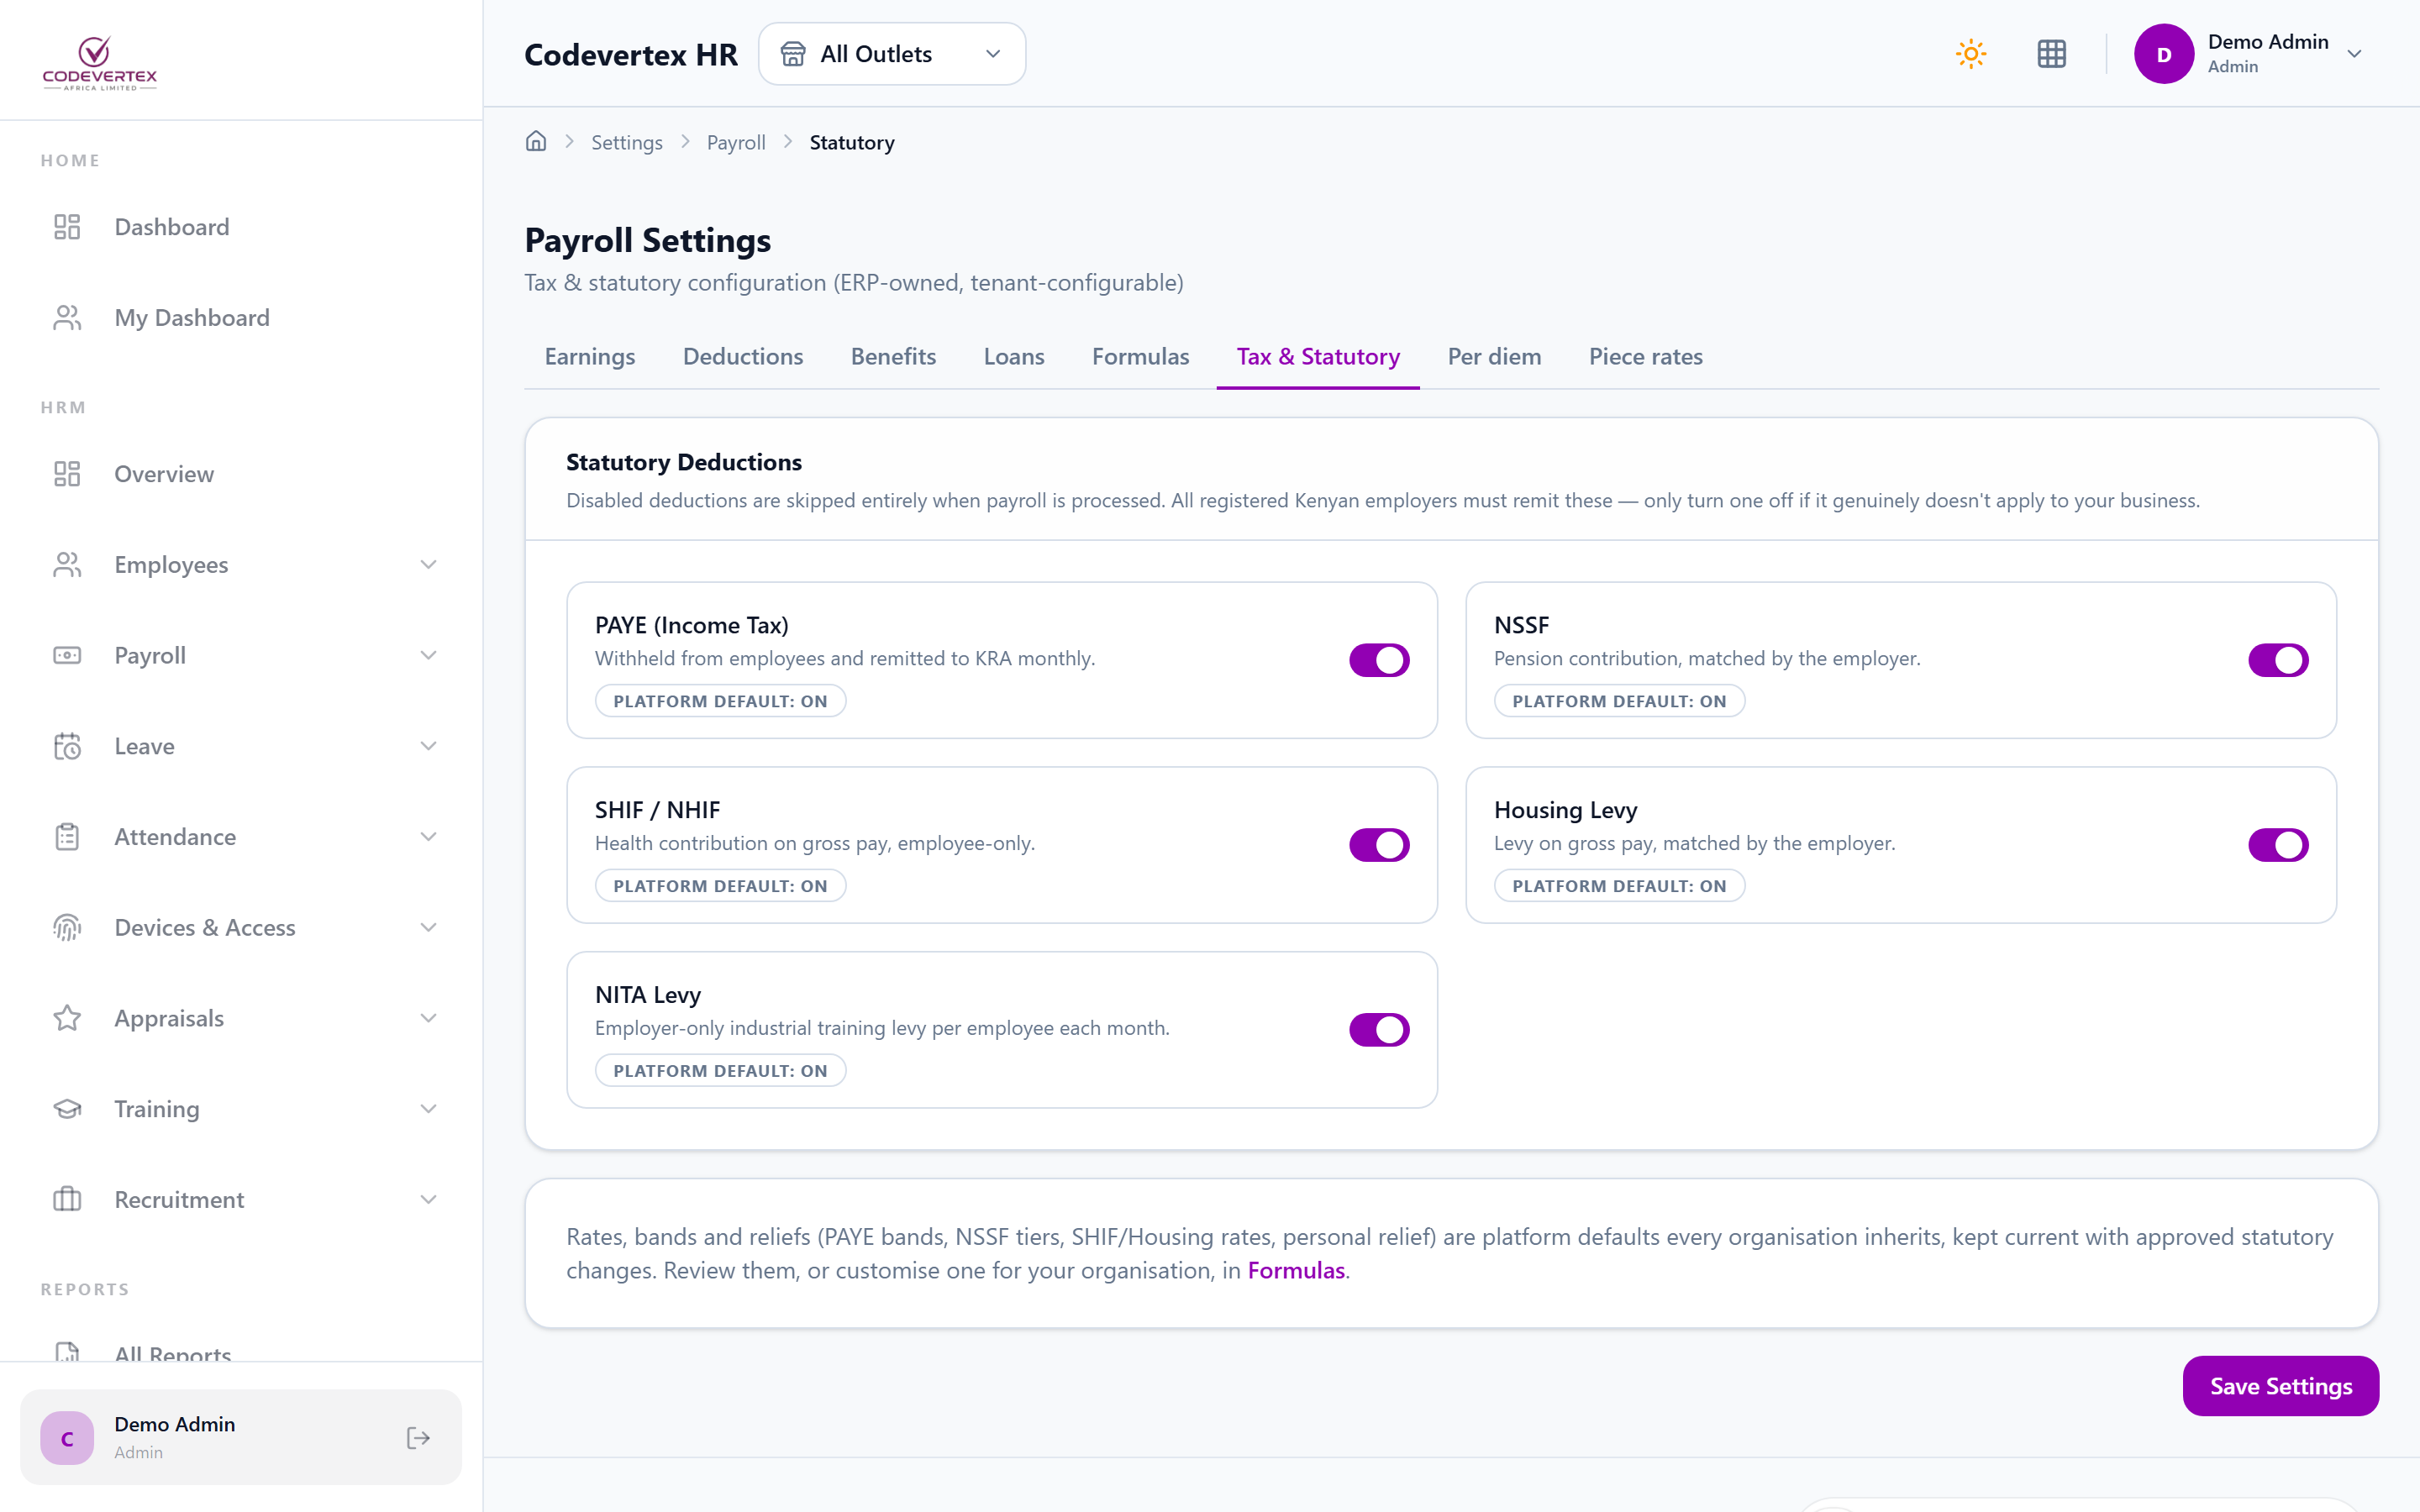 CODEVERTEX
AFRICA LIMITED
HOME
Dashboard
My Dashboard
HRM
Overview
Employees
Payroll
Leave
Attendance
Devices & Access
Appraisals
Training
Recruitment
REPORTS
All Reports
C
Demo Admin
Admin
Codevertex HR
All Outlets
D
Demo Admin
Admin
Settings
Payroll
Statutory
Payroll Settings
Tax & statutory configuration (ERP-owned, tenant-configurable)
Earnings
Deductions
Benefits
Loans
Formulas
Tax & Statutory
Per diem
Piece rates
Statutory Deductions
Disabled deductions are skipped entirely when payroll is processed. All registered Kenyan employers must remit these — only turn one off if it genuinely doesn't apply to your business.
PAYE (Income Tax)
Withheld from employees and remitted to KRA monthly.
PLATFORM DEFAULT: ON
NSSF
Pension contribution, matched by the employer.
PLATFORM DEFAULT: ON
SHIF / NHIF
Health contribution on gross pay, employee-only.
PLATFORM DEFAULT: ON
Housing Levy
Levy on gross pay, matched by the employer.
PLATFORM DEFAULT: ON
NITA Levy
Employer-only industrial training levy per employee each month.
PLATFORM DEFAULT: ON
Rates, bands and reliefs (PAYE bands, NSSF tiers, SHIF/Housing rates, personal relief) are platform defaults every organisation inherits, kept current with approved statutory
changes. Review them, or customise one for your organisation, in Formulas.
Save Settings